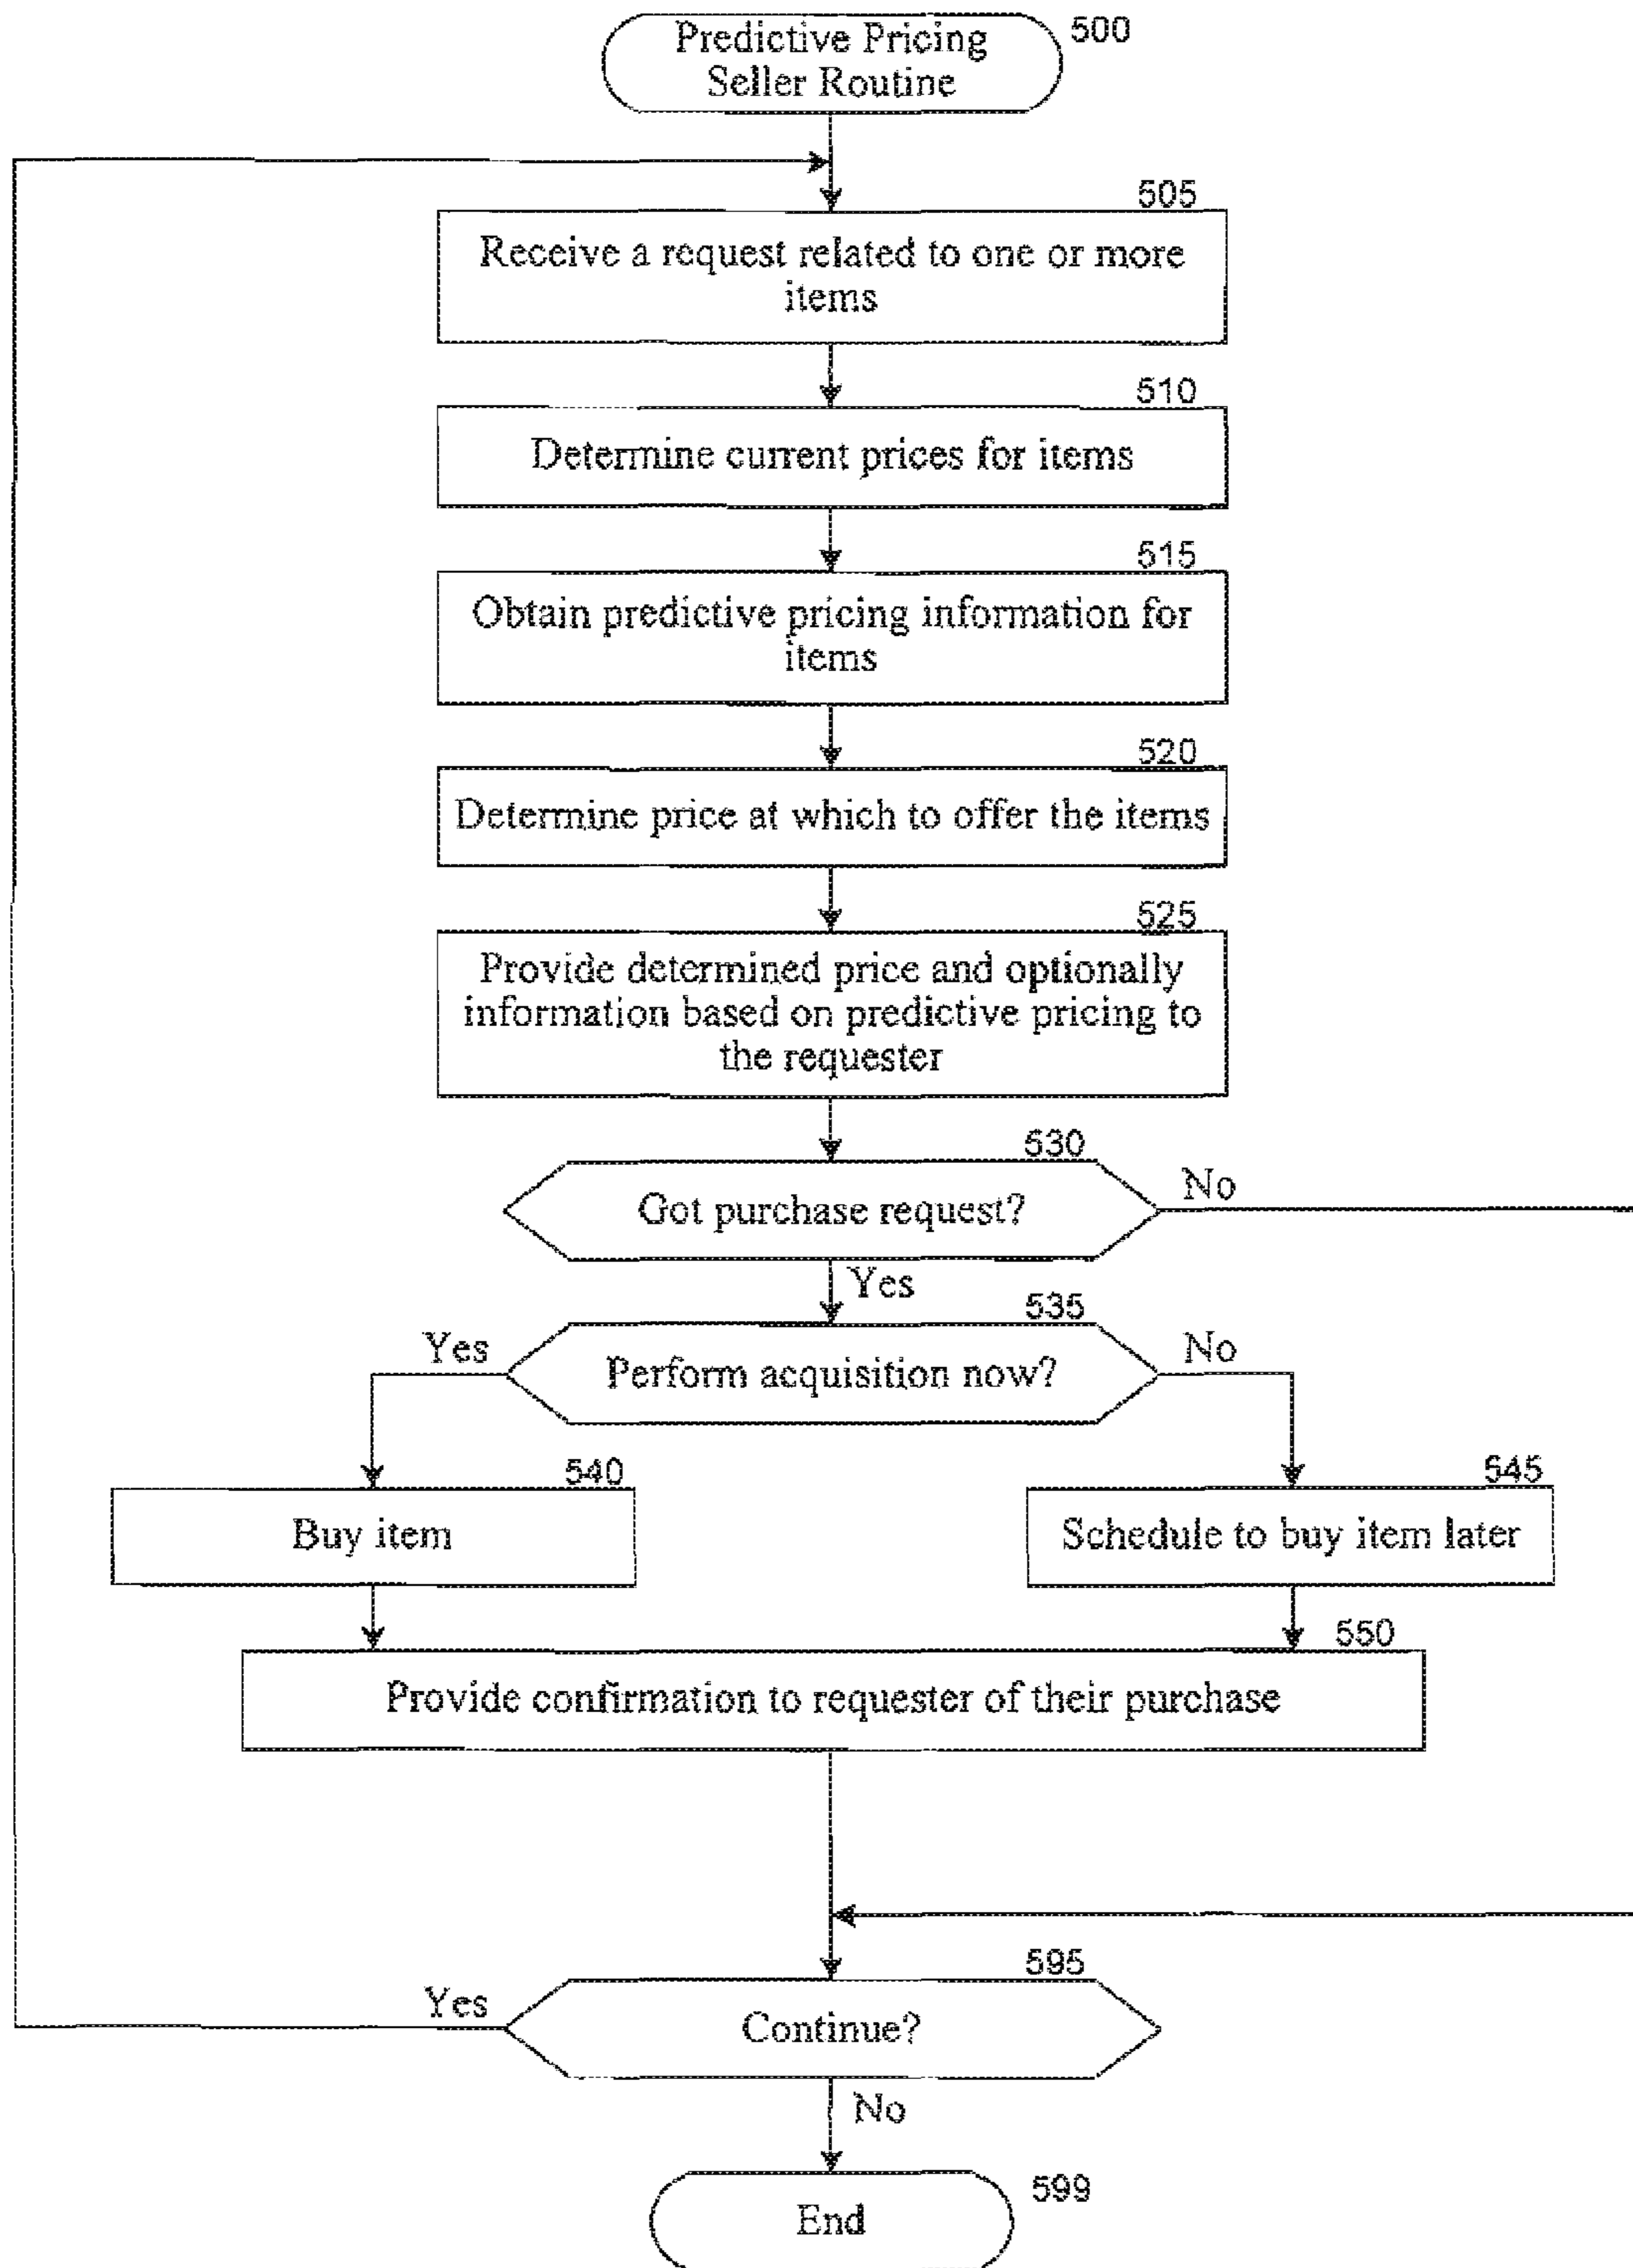 Predictive Pricing
Seller Routine
500
505
Receive a request related to one or more
items
510
Determine current prices for items
515
Obtain predictive pricing information for
items
520
Determine price at which to offer the items
525
Provide determined price and optionally
information based on predictive pricing to
the requester
530
Got purchase request?
No
Yes
535
Yes
Perform acquisition now?
No
540
Buy item
545
Schedule to buy item later
550
Provide confirmation to requester of their purchase
595
Yes
Continue?
No
599
End